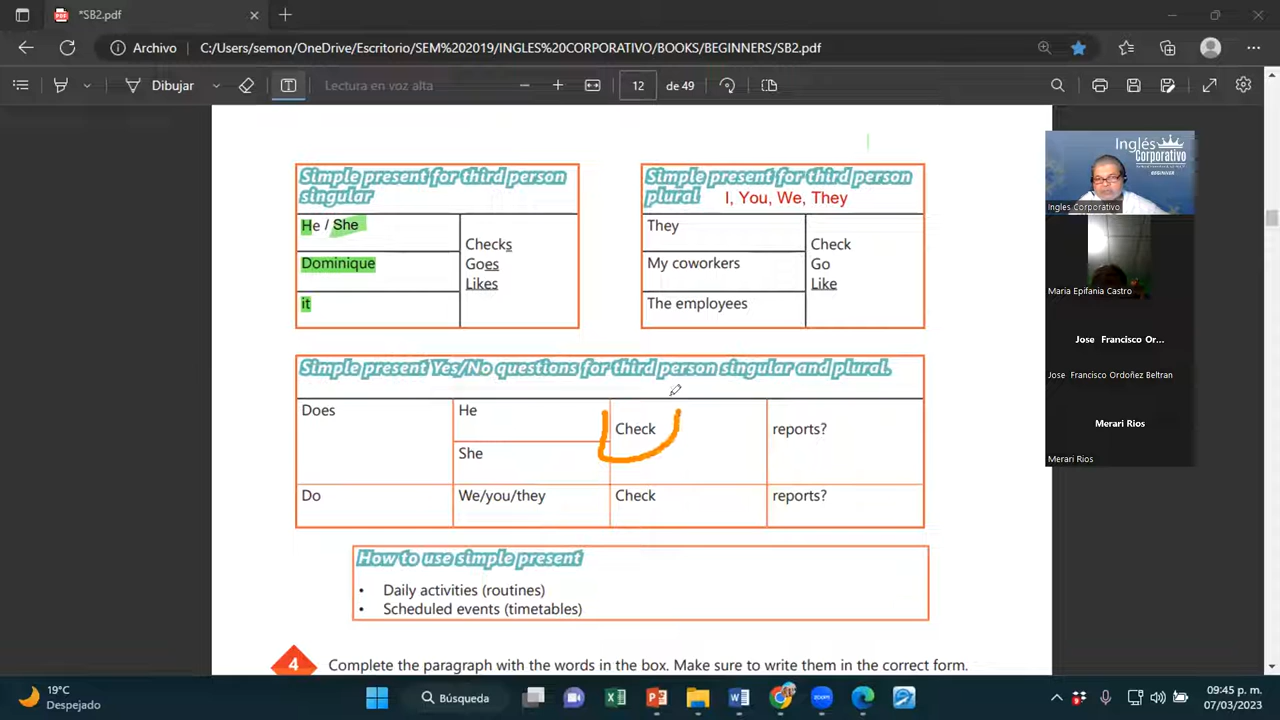 *SB2.pdf
Archivo C:/Users/semon/OneDrive/Escritorio/SEM%202019/INGLES%20CORPORATIVO/BOOKS/BEGINNERS/SB2.pdf
Dibujar Lectura en voz alta 12 de 49
Simple present for third person
singular
He / She
Dominique
it
Checks
Goes
Likes
Simple present for third person
plural I, You, We, They
They
My coworkers
The employees
Check
Go
Like
Simple present Yes/No questions for third person singular and plural.
Does He Check reports?
She
Do We/you/they Check reports?
How to use simple present
• Daily activities (routines)
• Scheduled events (timetables)
4 Complete the paragraph with the words in the box. Make sure to write them in the correct form.
Inglés
Corporativo
BEGINNER
Ingles Corporativo
Maria Epifania Castro
Jose Francisco Or...
Jose Francisco Ordoñez Beltran
Merari Rios
Merari Rios
19°C
Despejado
Búsqueda
09:45 p. m.
07/03/2023